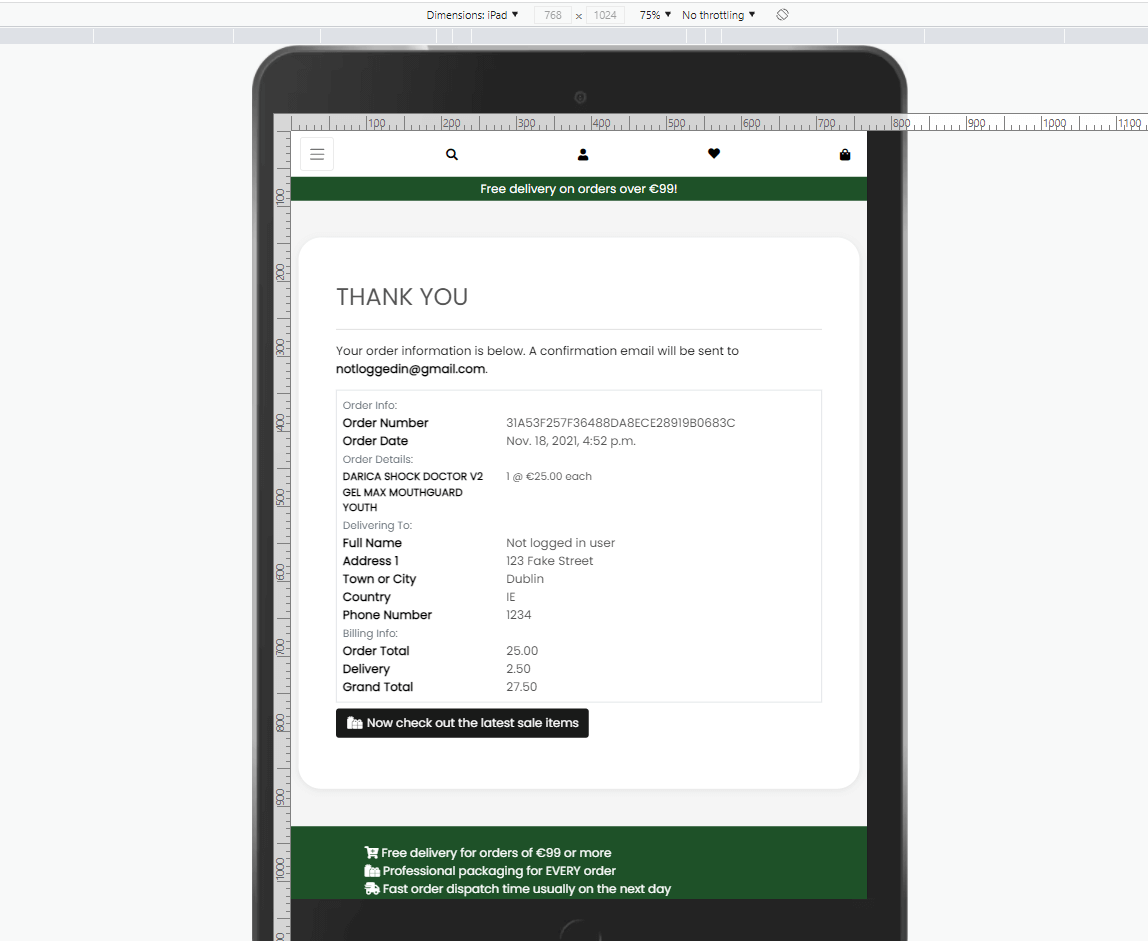 Dimensions: iPad ▼ 768 × 1024 75% ▼ No throttling ▼
100 200 300 400 500 600 700 800 900 1000 1100
Free delivery on orders over €99!
100
200
300
400
500
600
700
800
900
1000
THANK YOU
Your order information is below. A confirmation email will be sent to
notloggedin@gmail.com.
Order Info:
Order Number 31A53F257F36488DA8ECE28919B0683C
Order Date Nov. 18, 2021, 4:52 p.m.
Order Details:
DARICA SHOCK DOCTOR V2 1 @ €25.00 each
GEL MAX MOUTHGUARD
YOUTH
Delivering To:
Full Name Not logged in user
Address 1 123 Fake Street
Town or City Dublin
Country IE
Phone Number 1234
Billing Info:
Order Total 25.00
Delivery 2.50
Grand Total 27.50
Now check out the latest sale items
Free delivery for orders of €99 or more
Professional packaging for EVERY order
Fast order dispatch time usually on the next day